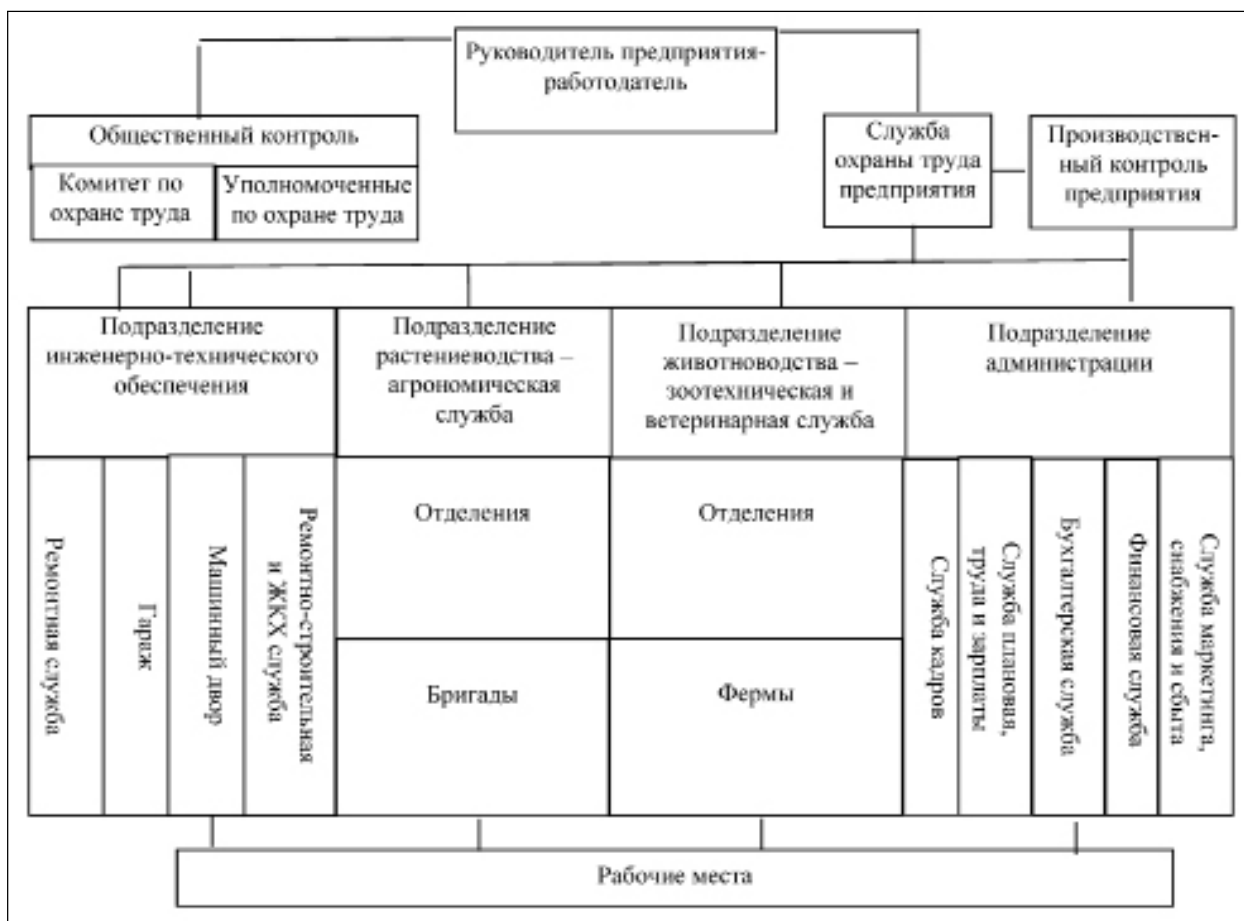 Руководитель предприятия-
работодатель
Общественный контроль
Комитет по
охране труда
Уполномоченные
по охране труда
Служба
охраны труда
предприятия
Производствен-
ный контроль
предприятия
Подразделение
инженерно-технического
обеспечения
Подразделение
растениеводства –
агрономическая
служба
Подразделение
животноводства –
зоотехническая и
ветеринарная служба
Подразделение
администрации
Ремонтная служба
Гараж
Машинный двор
Ремонтно-строительная
и ЖКХ служба
Отделения
Бригады
Отделения
Фермы
Служба кадров
Служба плановая,
труда и зарплаты
Бухгалтерская служба
Финансовая служба
Служба маркетинга,
снабжения и сбыта
Рабочие места